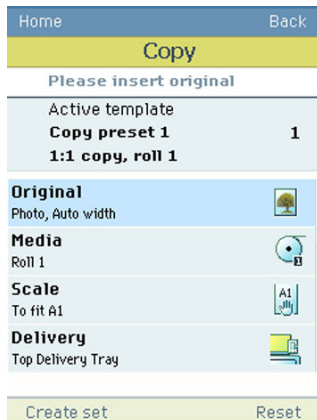 Home Back
Copy
Please insert original
Active template
Copy preset 1 1
1:1 copy, roll 1
Original
Photo, Auto width
Media
Roll 1
1
Scale
To fit A1
A1
Delivery
Top Delivery Tray
Create set Reset